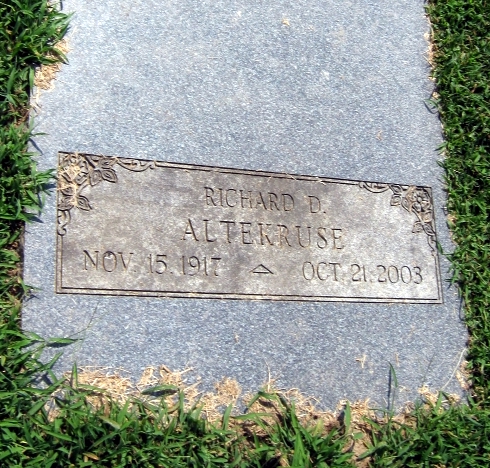 RICHARD D.
ALTEKRUSE
NOV. 15, 1917 OCT. 21, 2003